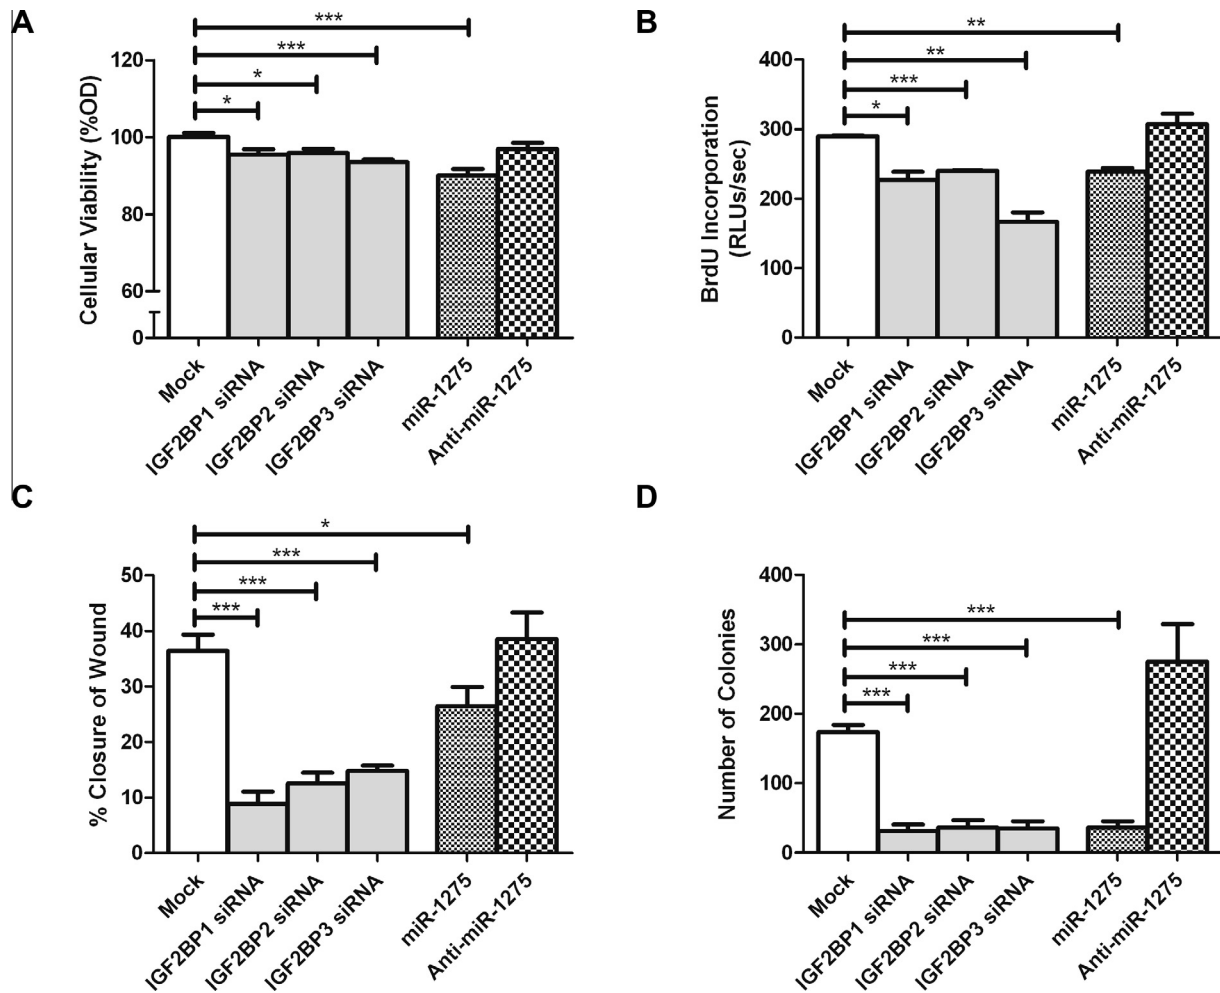 A
***
***
*
*
120
100
80
60
0
Cellular Viability (%OD)
Mock
IGF2BP1 siRNA
IGF2BP2 siRNA
IGF2BP3 siRNA
miR-1275
Anti-miR-1275
B
**
**
***
*
400
300
200
100
0
BrdU Incorporation
(RLUs/sec)
Mock
IGF2BP1 siRNA
IGF2BP2 siRNA
IGF2BP3 siRNA
miR-1275
Anti-miR-1275
C
*
***
***
***
50
40
30
20
10
0
% Closure of Wound
Mock
IGF2BP1 siRNA
IGF2BP2 siRNA
IGF2BP3 siRNA
miR-1275
Anti-miR-1275
D
***
***
***
***
400
300
200
100
0
Number of Colonies
Mock
IGF2BP1 siRNA
IGF2BP2 siRNA
IGF2BP3 siRNA
miR-1275
Anti-miR-1275